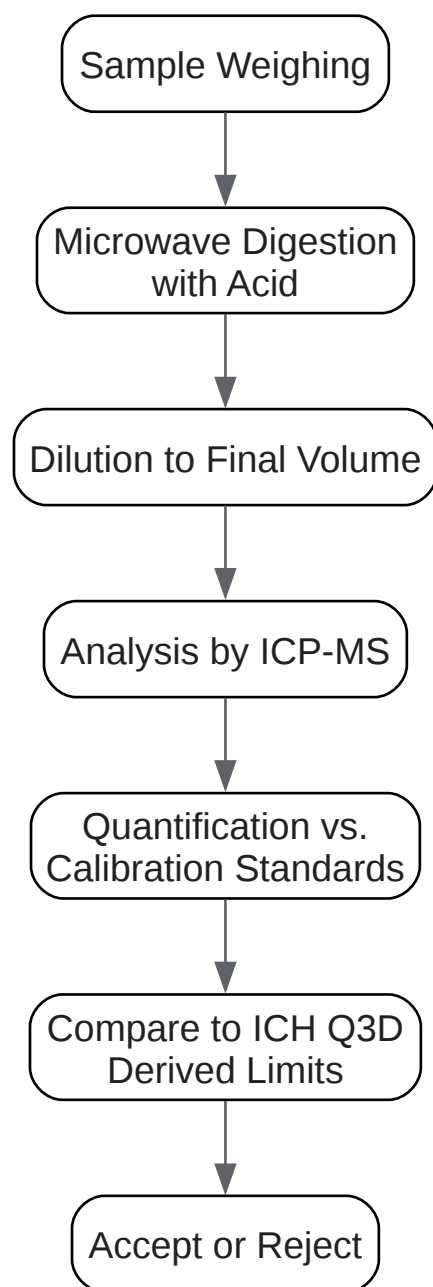 Sample Weighing
Microwave Digestion
with Acid
Dilution to Final Volume
Analysis by ICP-MS
Quantification vs.
Calibration Standards
Compare to ICH Q3D
Derived Limits
Accept or Reject